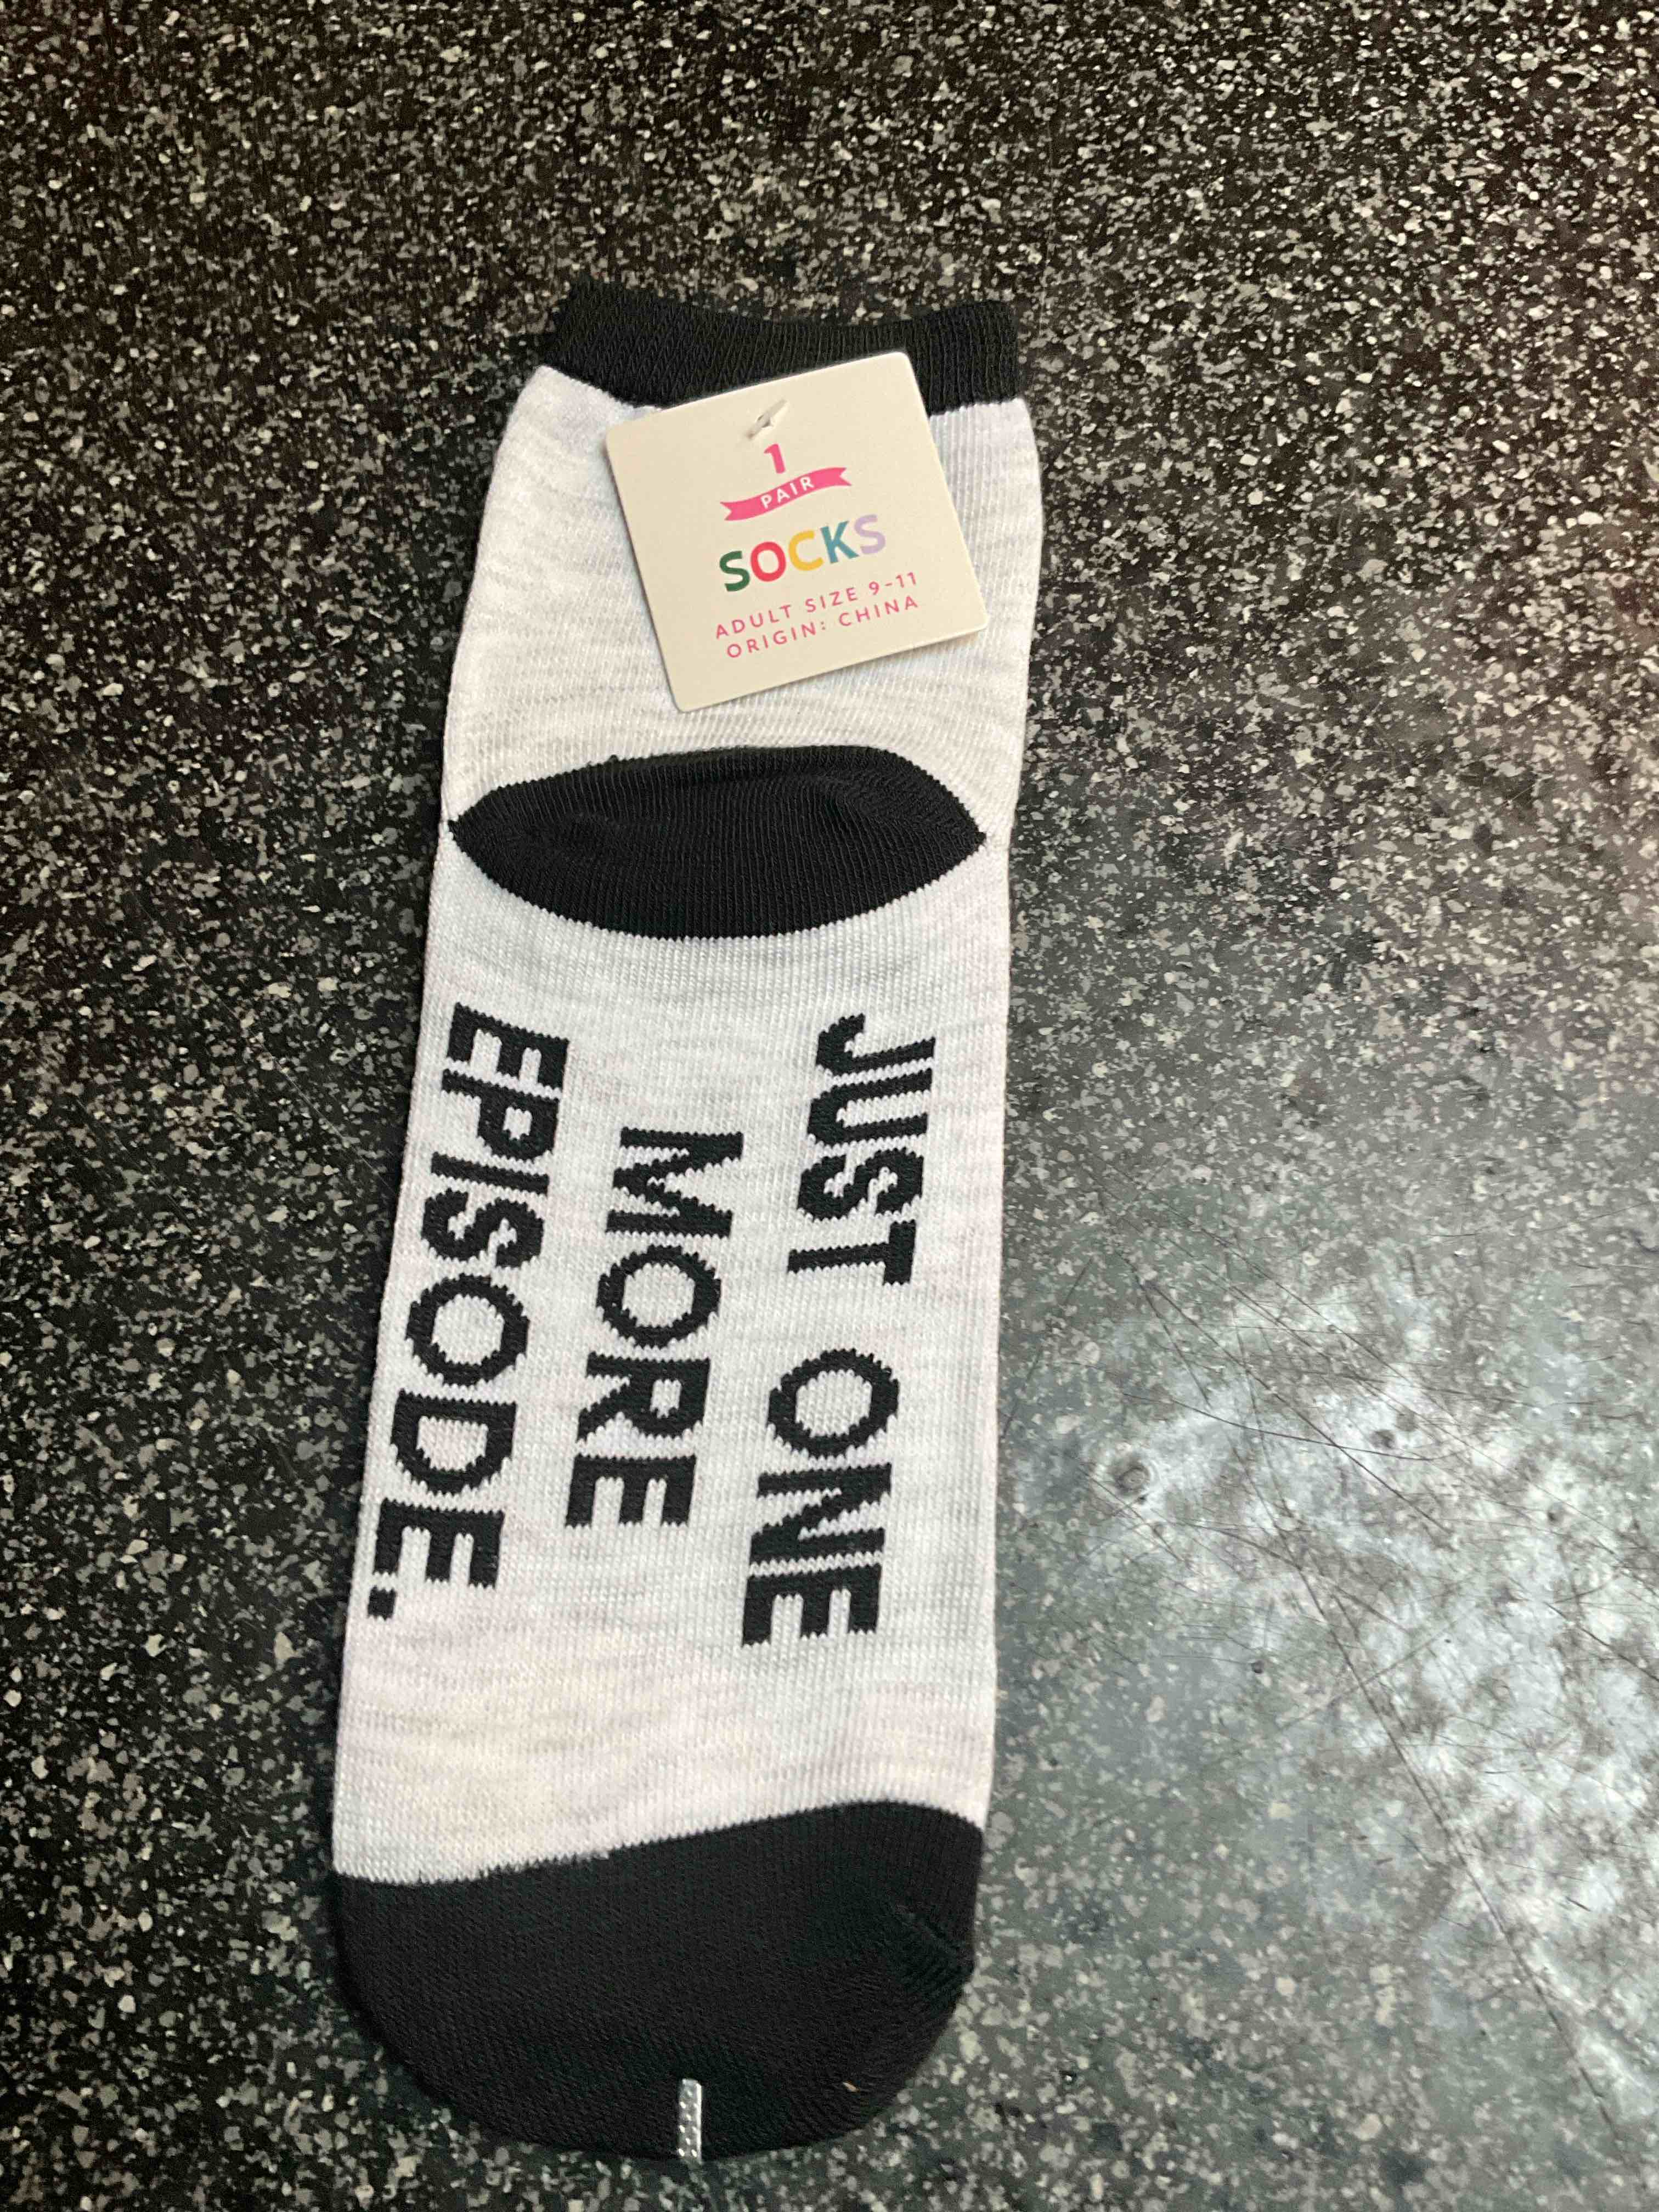 1
PAIR
SOCKS
ADULT SIZE 9-11
ORIGIN: CHINA
JUST ONE
MORE
EPISODE.